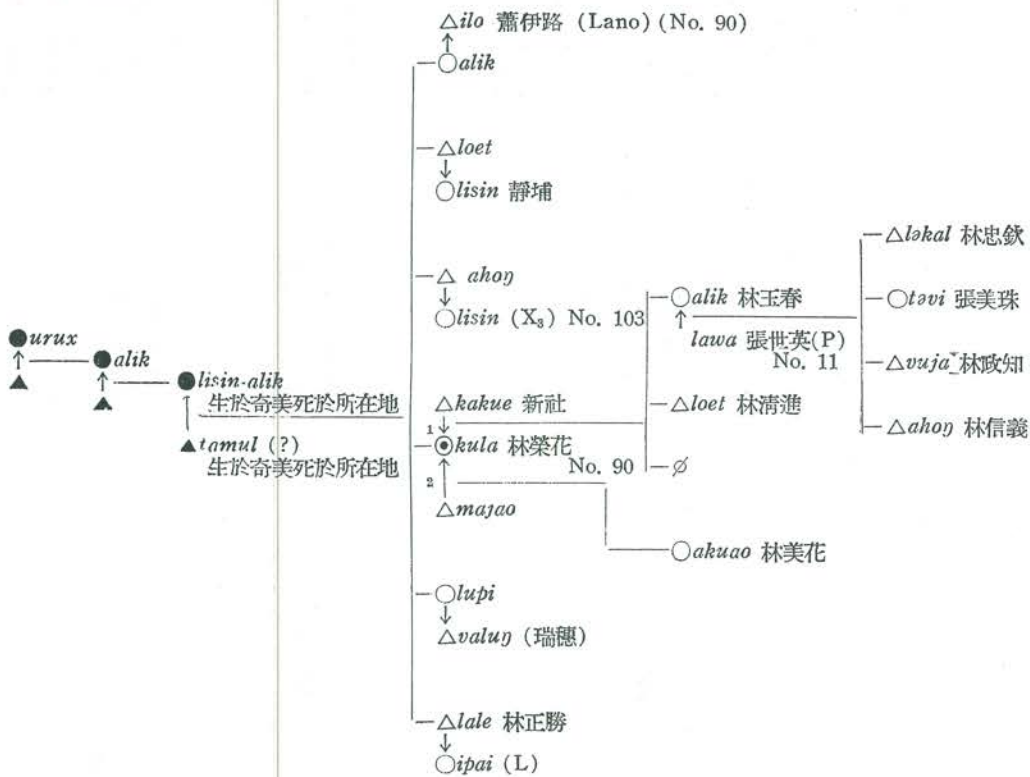 △ilo 蕭伊路 (Lano) (No. 90)
○alik
△loet
○lisin 靜埔
△ ahoŋ
○lisin (X₃) No. 103
●urux
●alik
●lisin-alik
生於奇美死於所在地
▲tamul (?)
生於奇美死於所在地
△kakue 新社
1
◉kula 林榮花
No. 90
2
△majao
○lupi
△valuŋ (瑞穗)
△lale 林正勝
○ipai (L)
○alik 林玉春
lawa 張世英(P)
No. 11
△loet 林淸進
○akuao 林美花
△ləkal 林忠欽
○təvi 張美珠
△vuja 林政知
△ahoŋ 林信義